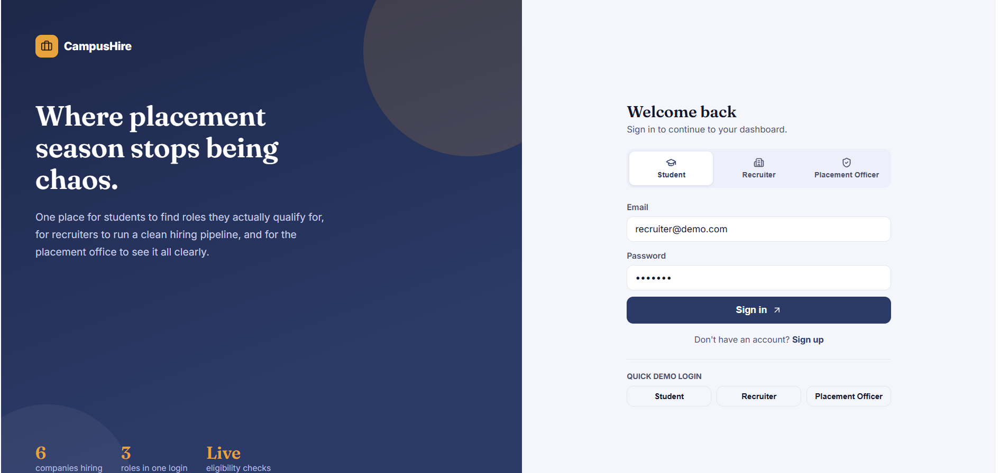 CampusHire
Where placement
season stops being
chaos.
One place for students to find roles they actually qualify for,
for recruiters to run a clean hiring pipeline, and for the
placement office to see it all clearly.
6
companies hiring
3
roles in one login
Live
eligibility checks
Welcome back
Sign in to continue to your dashboard.
Student
Recruiter
Placement Officer
Email
recruiter@demo.com
Password
•••••••
Sign in
Don't have an account? Sign up
QUICK DEMO LOGIN
Student
Recruiter
Placement Officer